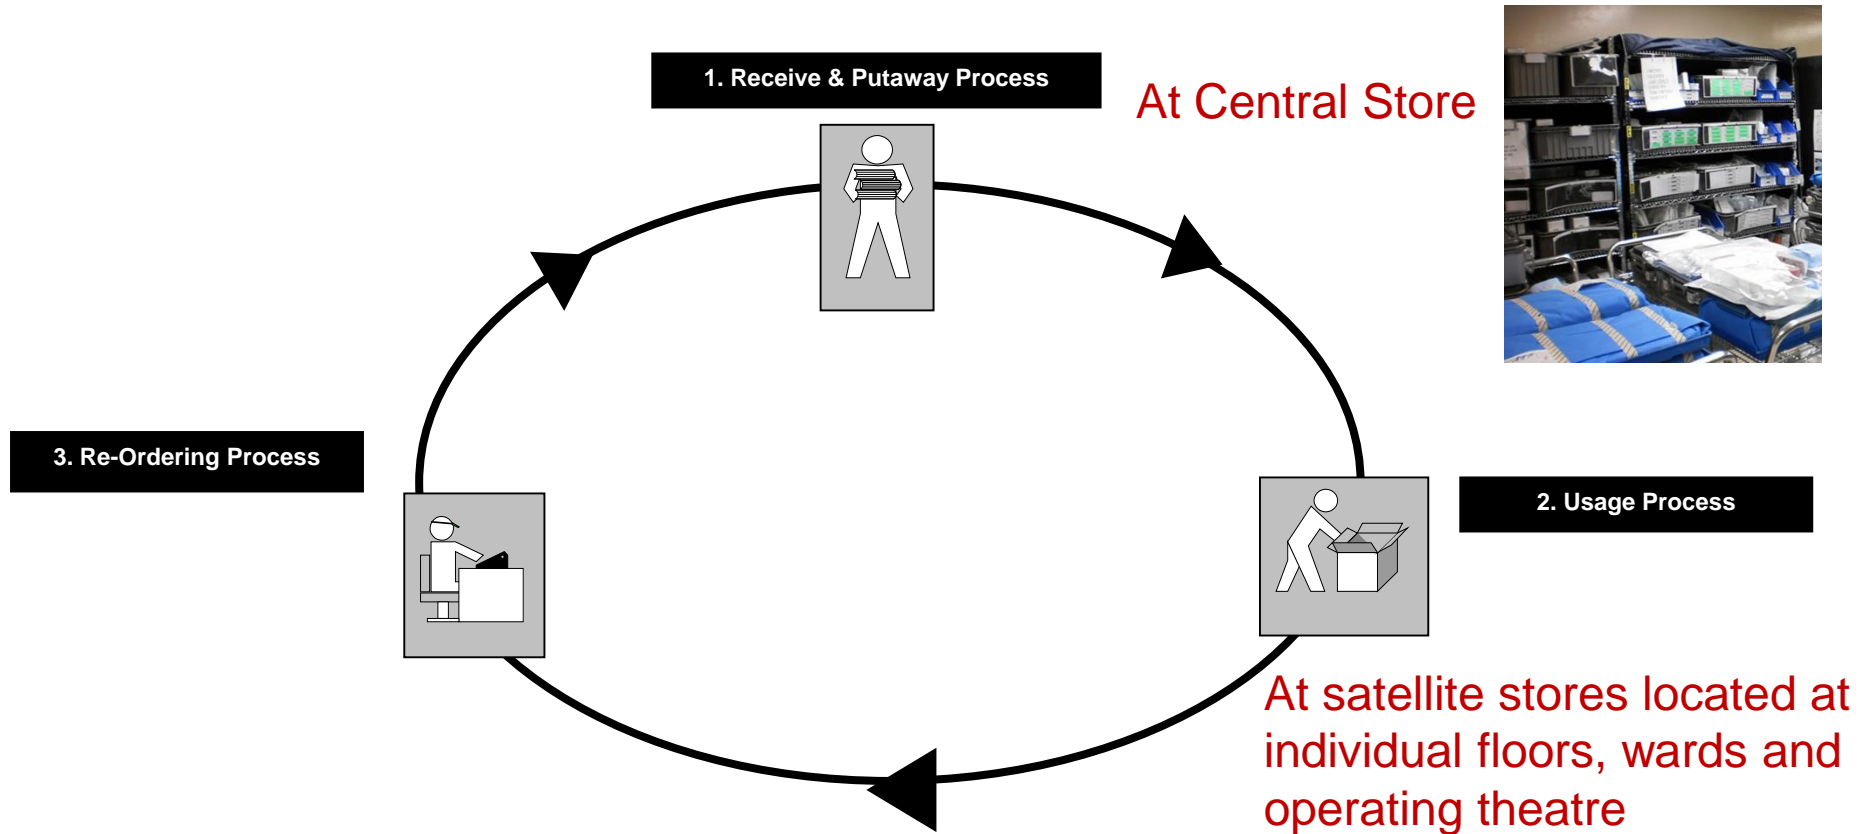 1. Receive & Putaway Process
At Central Store
3. Re-Ordering Process
2. Usage Process
At satellite stores located at
individual floors, wards and
operating theatre